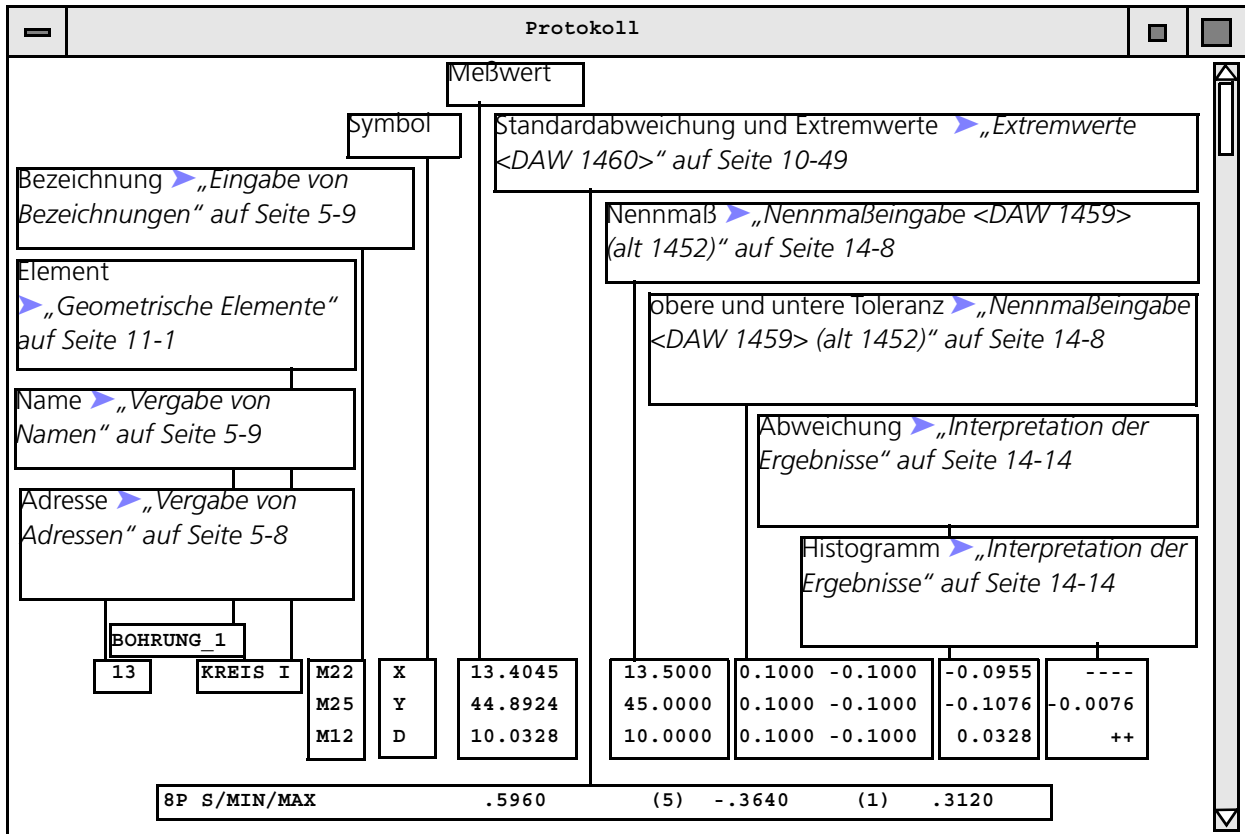 Protokoll
Meßwert
Symbol
Standardabweichung und Extremwerte ➤ „Extremwerte
<DAW 1460>“ auf Seite 10-49
Bezeichnung ➤ „Eingabe von
Bezeichnungen“ auf Seite 5-9
Nennmaß ➤ „Nennmaßeingabe <DAW 1459>
(alt 1452)“ auf Seite 14-8
Element
➤ „Geometrische Elemente“
auf Seite 11-1
obere und untere Toleranz ➤ „Nennmaßeingabe
<DAW 1459> (alt 1452)“ auf Seite 14-8
Name ➤ „Vergabe von
Namen“ auf Seite 5-9
Abweichung ➤ „Interpretation der
Ergebnisse“ auf Seite 14-14
Adresse ➤ „Vergabe von
Adressen“ auf Seite 5-8
Histogramm ➤ „Interpretation der
Ergebnisse“ auf Seite 14-14
BOHRUNG_1
13 KREIS I M22 X 13.4045 13.5000 0.1000 -0.1000 -0.0955 ----
M25 Y 44.8924 45.0000 0.1000 -0.1000 -0.1076 -0.0076
M12 D 10.0328 10.0000 0.1000 -0.1000 0.0328 ++
8P S/MIN/MAX .5960 (5) -.3640 (1) .3120